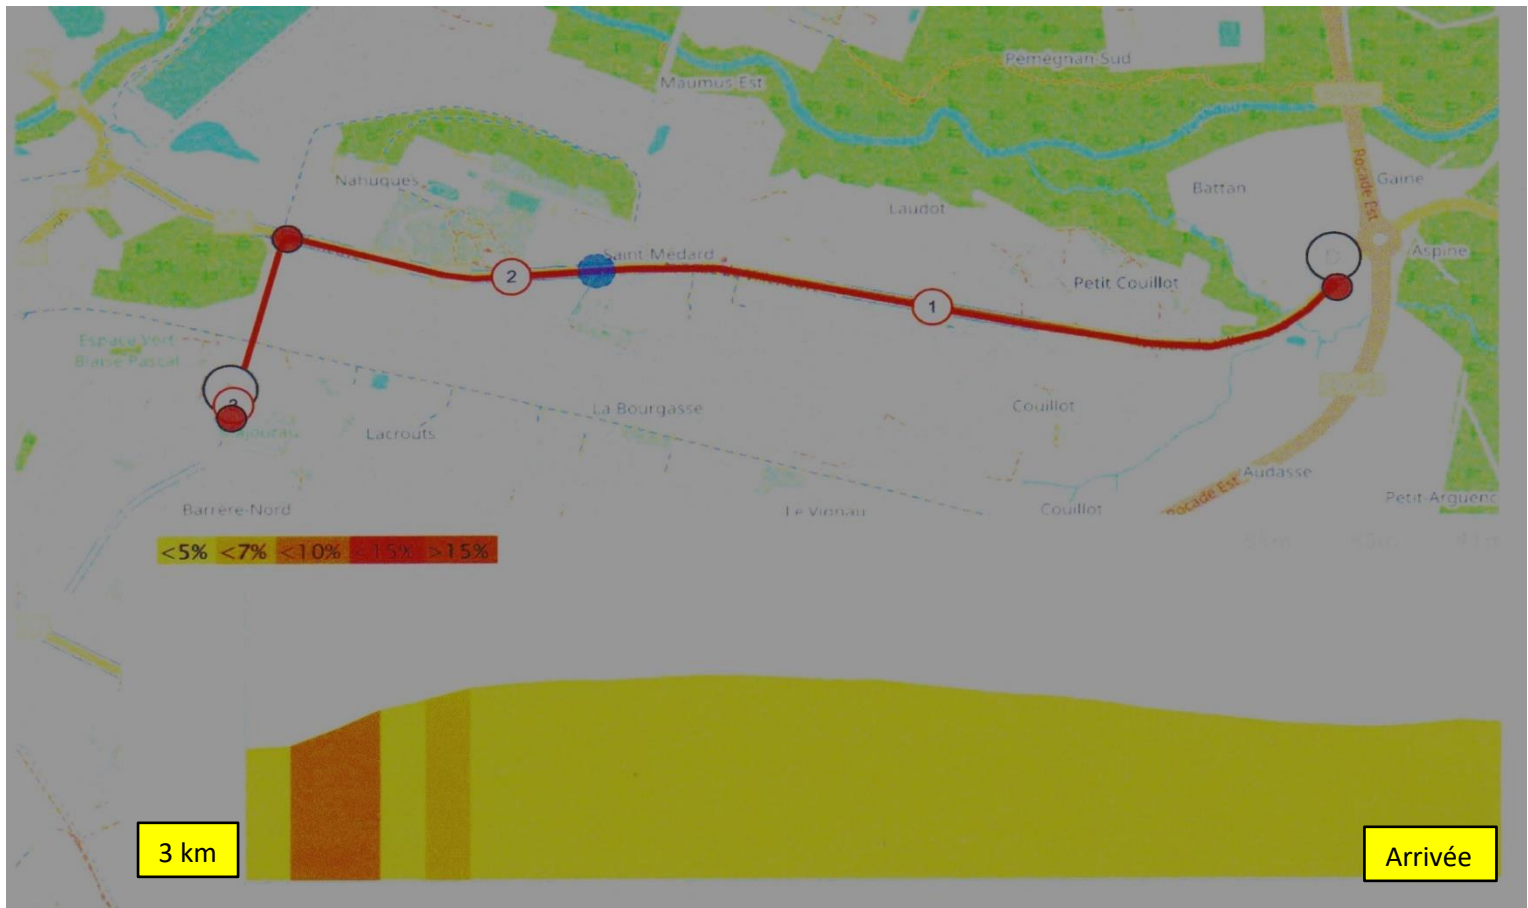 Pémégnan-Sud
Maumus-Est
Nahuques
Battan
Gaine
Rocade Est
Laudot
Saint-Médard
Aspine
2
Petit Couillot
1
Espace Vert
Blaise Pascal
La Bourgasse
Couillot
Lacrouts
Audasse
Rocade Est
Petit-Arguenc
Barrère-Nord
Le Vignau
Couillot
<5% <7% <10% <15% >15%
3 km
Arrivée